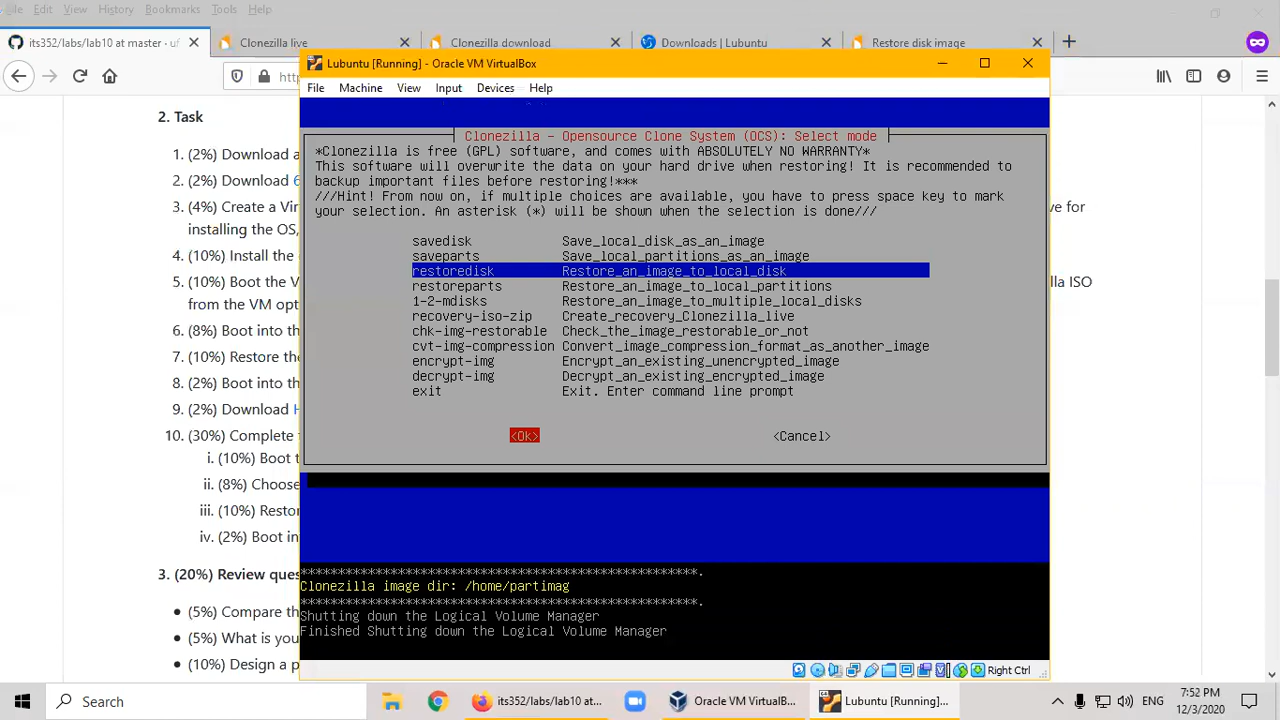 File Edit View History Bookmarks Tools Help
its352/labs/lab10 at master · u
Clonezilla live
Clonezilla download
Downloads | Lubuntu
Restore disk image
Lubuntu [Running] - Oracle VM VirtualBox
File Machine View Input Devices Help
Clonezilla - Opensource Clone System (OCS): Select mode
*Clonezilla is free (GPL) software, and comes with ABSOLUTELY NO WARRANTY*
This software will overwrite the data on your hard drive when restoring! It is recommended to
backup important files before restoring!***
///Hint! From now on, if multiple choices are available, you have to press space key to mark
your selection. An asterisk (*) will be shown when the selection is done///
savedisk Save_local_disk_as_an_image
saveparts Save_local_partitions_as_an_image
restoredisk Restore_an_image_to_local_disk
restoreparts Restore_an_image_to_local_partitions
1-2-mdisks Restore_an_image_to_multiple_local_disks
recovery-iso-zip Create_recovery_Clonezilla_live
chk-img-restorable Check_the_image_restorable_or_not
cvt-img-compression Convert_image_compression_format_as_another_image
encrypt-img Encrypt_an_existing_unencrypted_image
decrypt-img Decrypt_an_existing_encrypted_image
exit Exit. Enter command line prompt
<Ok> <Cancel>
*****************************************************.
Clonezilla image dir: /home/partimag
*****************************************************.
Shutting down the Logical Volume Manager
Finished Shutting down the Logical Volume Manager
Right Ctrl
http
2. Task
1. (2%) Download a
2. (2%) Download 6
3. (4%) Create a Vir
for
installing the OS,
4. (10%) Install the
5. (10%) Boot into t
lla ISO
from the VM opt
6. (8%) Boot into th
7. (10%) Restore the
8. (2%) Boot into th
9. (2%) Download H
10. (30%) Complete t
i. (10%) Boot t
ii. (8%) Choose
iii. (10%) Resto
iv. (2%) Boot in
3. (20%) Review ques
• (5%) Compare th
• (5%) What is you
• (10%) Design a p
Search
its352/labs/lab10 at...
Oracle VM VirtualB...
Lubuntu [Running]...
ENG
7:52 PM
12/3/2020